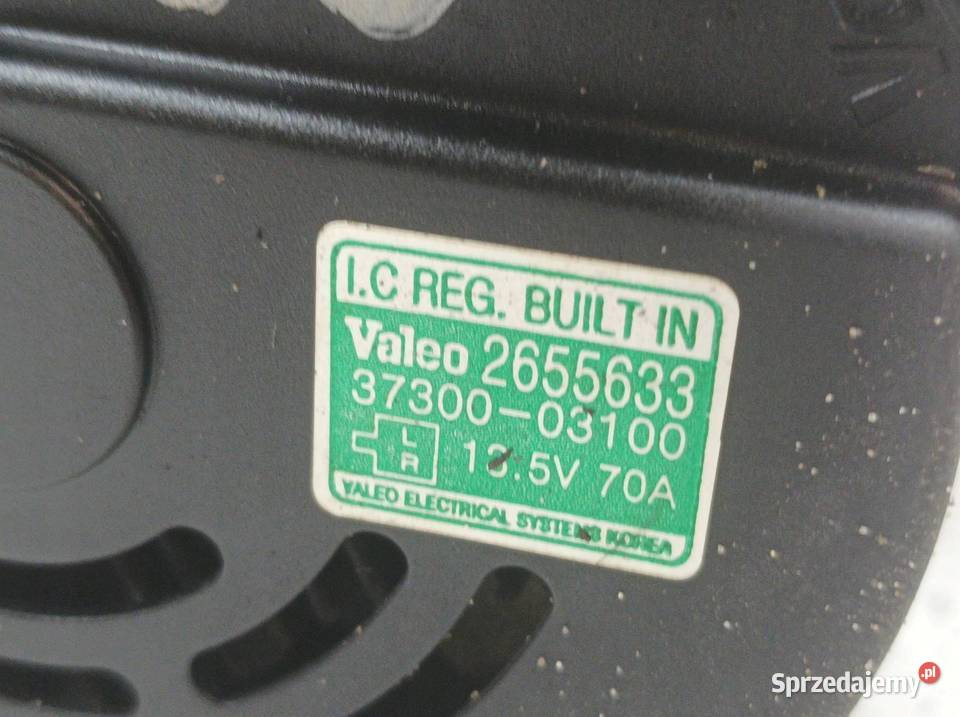 I.C REG. BUILT IN
Valeo 2655633
37300-03100
L
R
13.5V 70A
VALEO ELECTRICAL SYSTEMS KOREA
Sprzedajemy.pl